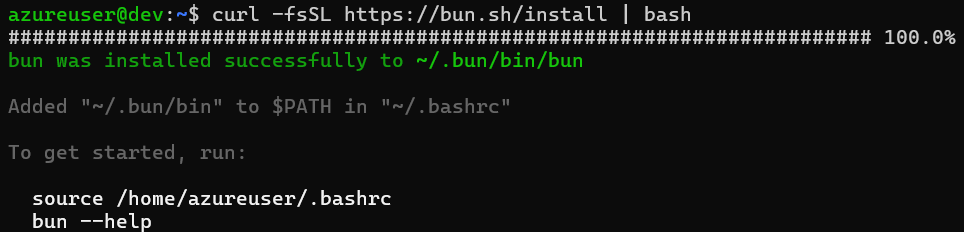 azureuser@dev:~$ curl -fsSL https://bun.sh/install | bash
######################################################################## 100.0%
bun was installed successfully to ~/.bun/bin/bun
Added "~/.bun/bin" to $PATH in "~/.bashrc"
To get started, run:
source /home/azureuser/.bashrc
bun --help